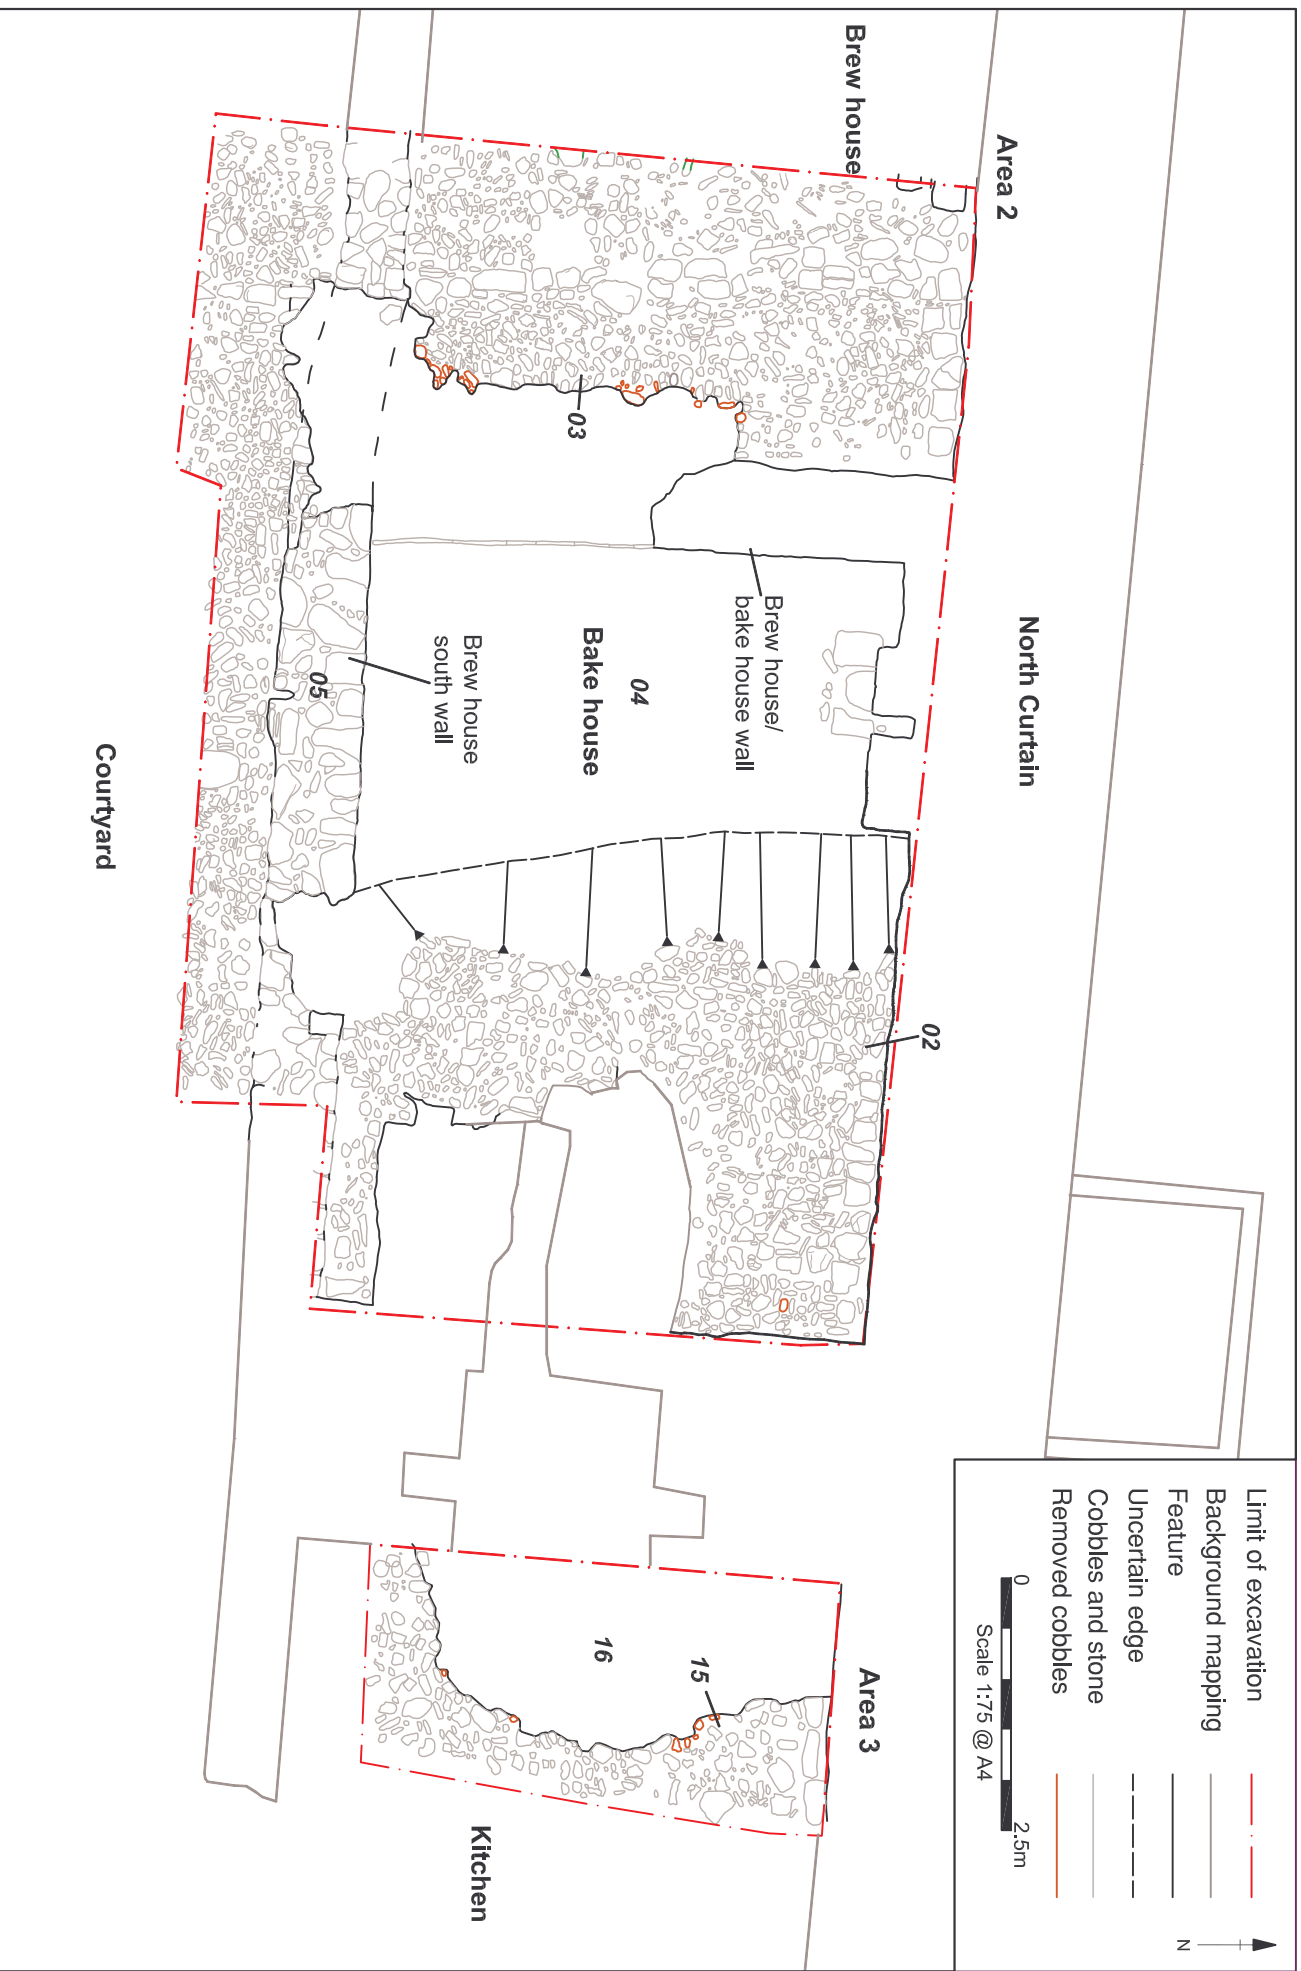 Area 2
North Curtain
Brew house
02
Area 3
Brew house/
bake house wall
04
Bake house
03
15
16
Brew house
south wall
Kitchen
05
Courtyard
Limit of excavation
Background mapping
Feature
Uncertain edge
Cobbles and stone
Removed cobbles
0
2.5m
Scale 1:75 @ A4
N